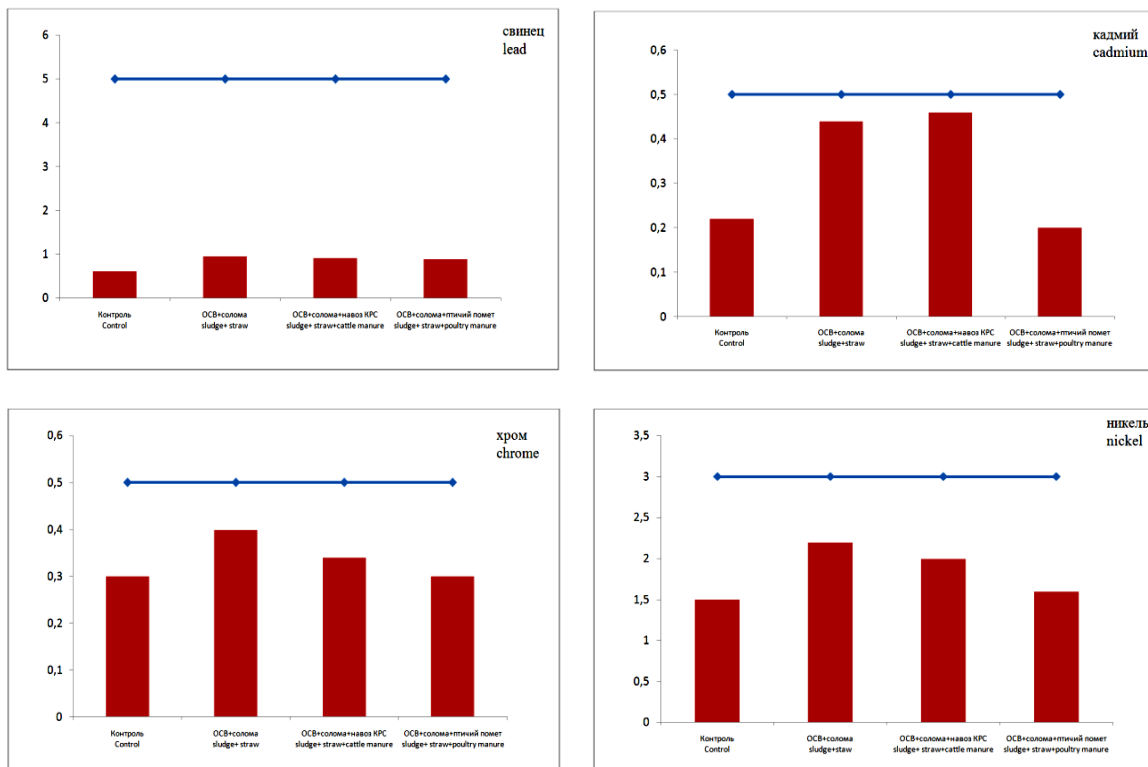 свинец
lead
6
5
4
3
2
1
0
Контроль
Control
ОСВ+солома
sludge+ straw
ОСВ+солома+навоз КРС
sludge+ straw+cattle manure
ОСВ+солома+птичий помет
sludge+ straw+poultry manure
кадмий
cadmium
0,6
0,5
0,4
0,3
0,2
0,1
0
Контроль
Control
ОСВ+солома
sludge+straw
ОСВ+солома+навоз КРС
sludge+ straw+cattle manure
ОСВ+солома+птичий помет
sludge+ straw+poultry manure
хром
chrome
0,6
0,5
0,4
0,3
0,2
0,1
0
Контроль
Control
ОСВ+солома
sludge+ straw
ОСВ+солома+навоз КРС
sludge+ straw+cattle manure
ОСВ+солома+птичий помет
sludge+ straw+poultry manure
никель
nickel
3,5
3
2,5
2
1,5
1
0,5
0
Контроль
Control
ОСВ+солома
sludge+staw
ОСВ+солома+навоз КРС
sludge+ straw+cattle manure
ОСВ+солома+птичий помет
sludge+ straw+poultry manure